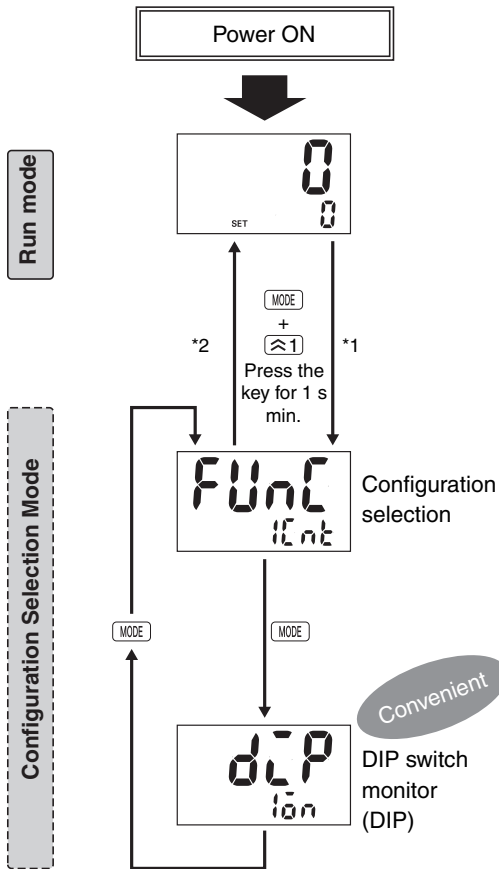 Power ON
Run mode
0
SET 0
MODE
+
1
*2
*1
Press the
key for 1 s
min.
Configuration Selection Mode
FUnC
1Cnt
Configuration
selection
MODE
MODE
Convenient
diP
1on
DIP switch
monitor
(DIP)